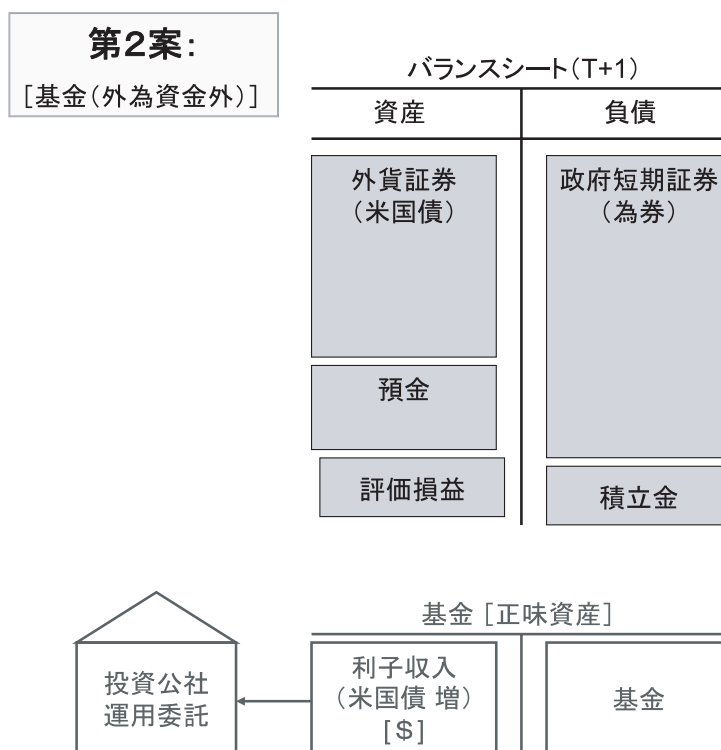 第2案:
[基金(外為資金外)]
バランスシート(T+1)
資産
負債
外貨証券
(米国債)
政府短期証券
(為券)
預金
評価損益
積立金
基金 [正味資産]
投資公社
運用委託
利子収入
(米国債 増)
[$]
基金